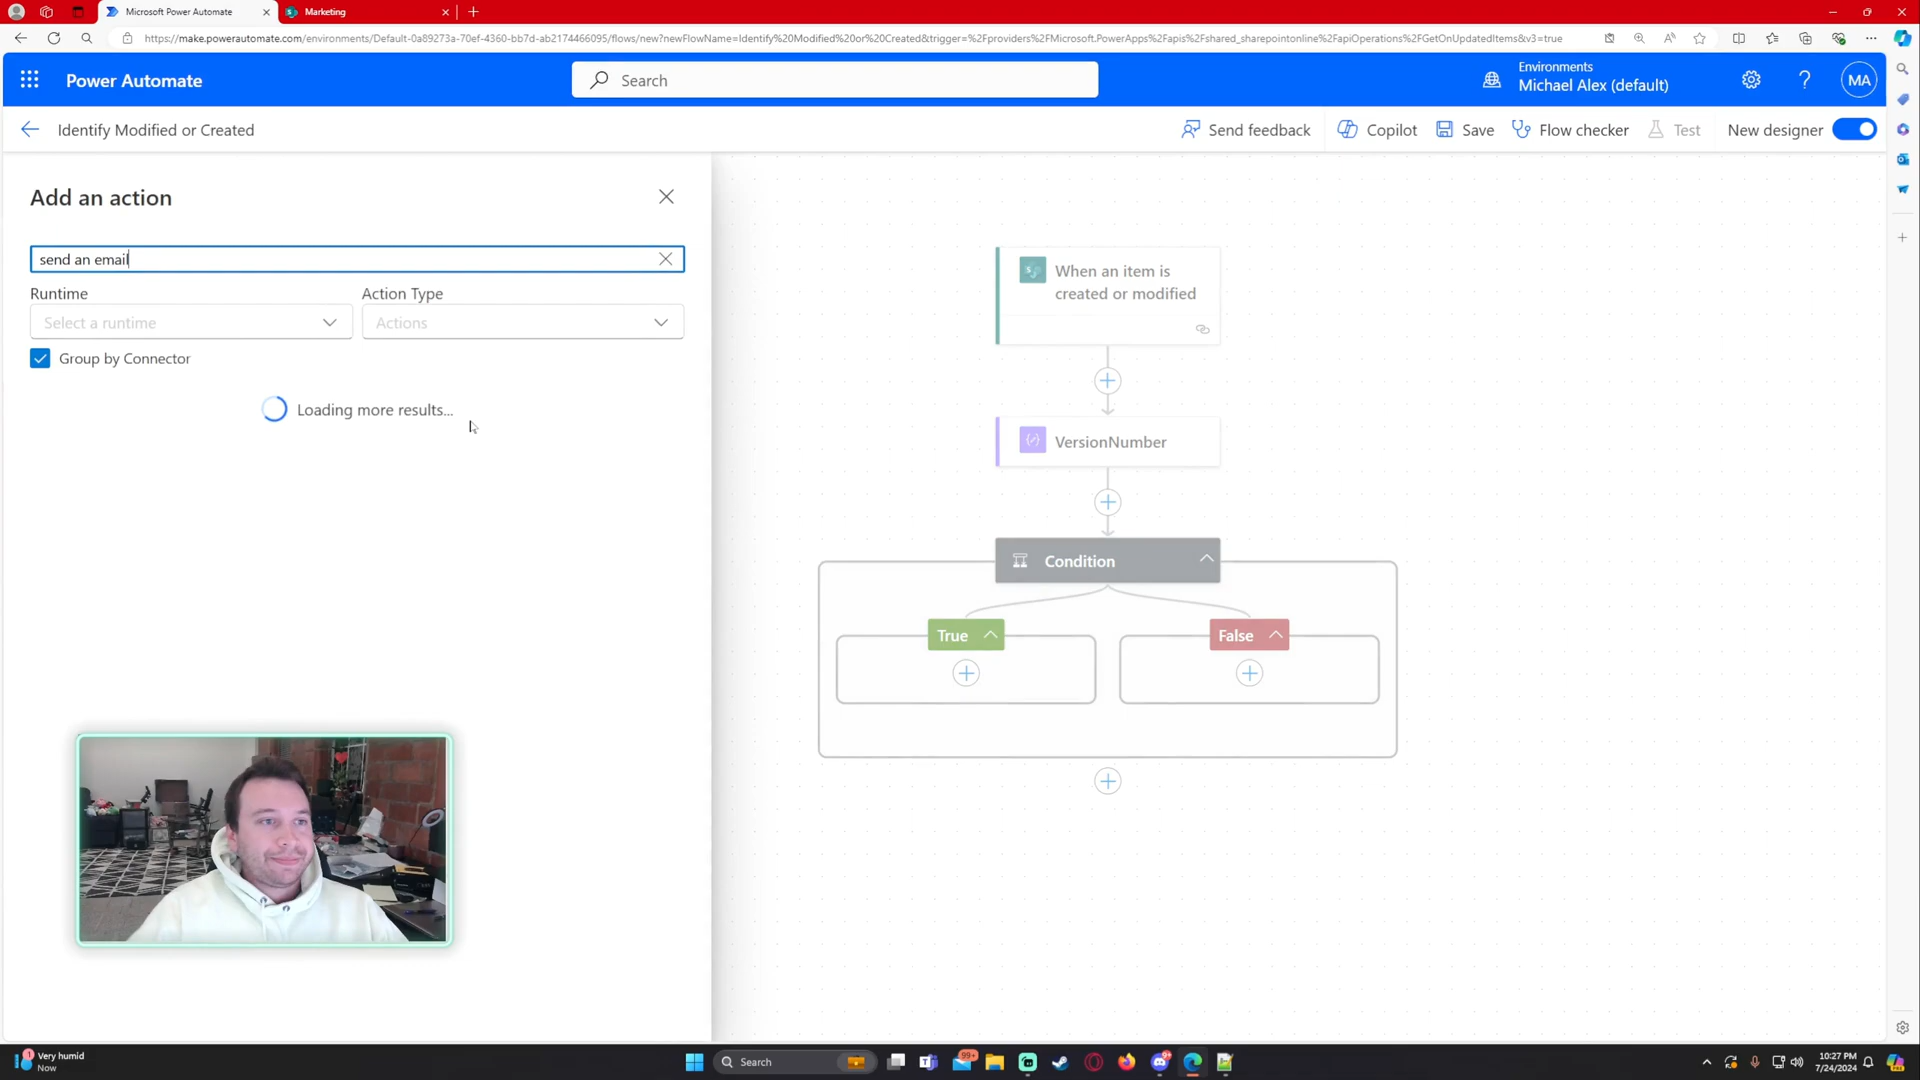 Microsoft Power Automate
Marketing
https://make.powerautomate.com/environments/Default-0a89273a-70ef-4360-bb7d-ab2174466095/flows/new?newFlowName=Identify%20Modified%20or%20Created&trigger=%2Fproviders%2FMicrosoft.PowerApps%2Fapis%2Fshared_sharepointonline%2FapiOperations%2FGetOnUpdatedItems&v3=true
Power Automate
Search
Environments
Michael Alex (default)
MA
Identify Modified or Created
Send feedback
Copilot
Save
Flow checker
Test
New designer
Add an action
send an email
Runtime
Action Type
Select a runtime
Actions
Group by Connector
Loading more results...
When an item is
created or modified
VersionNumber
Condition
True
False
Very humid
Now
Search
99+
10:27 PM
7/24/2024